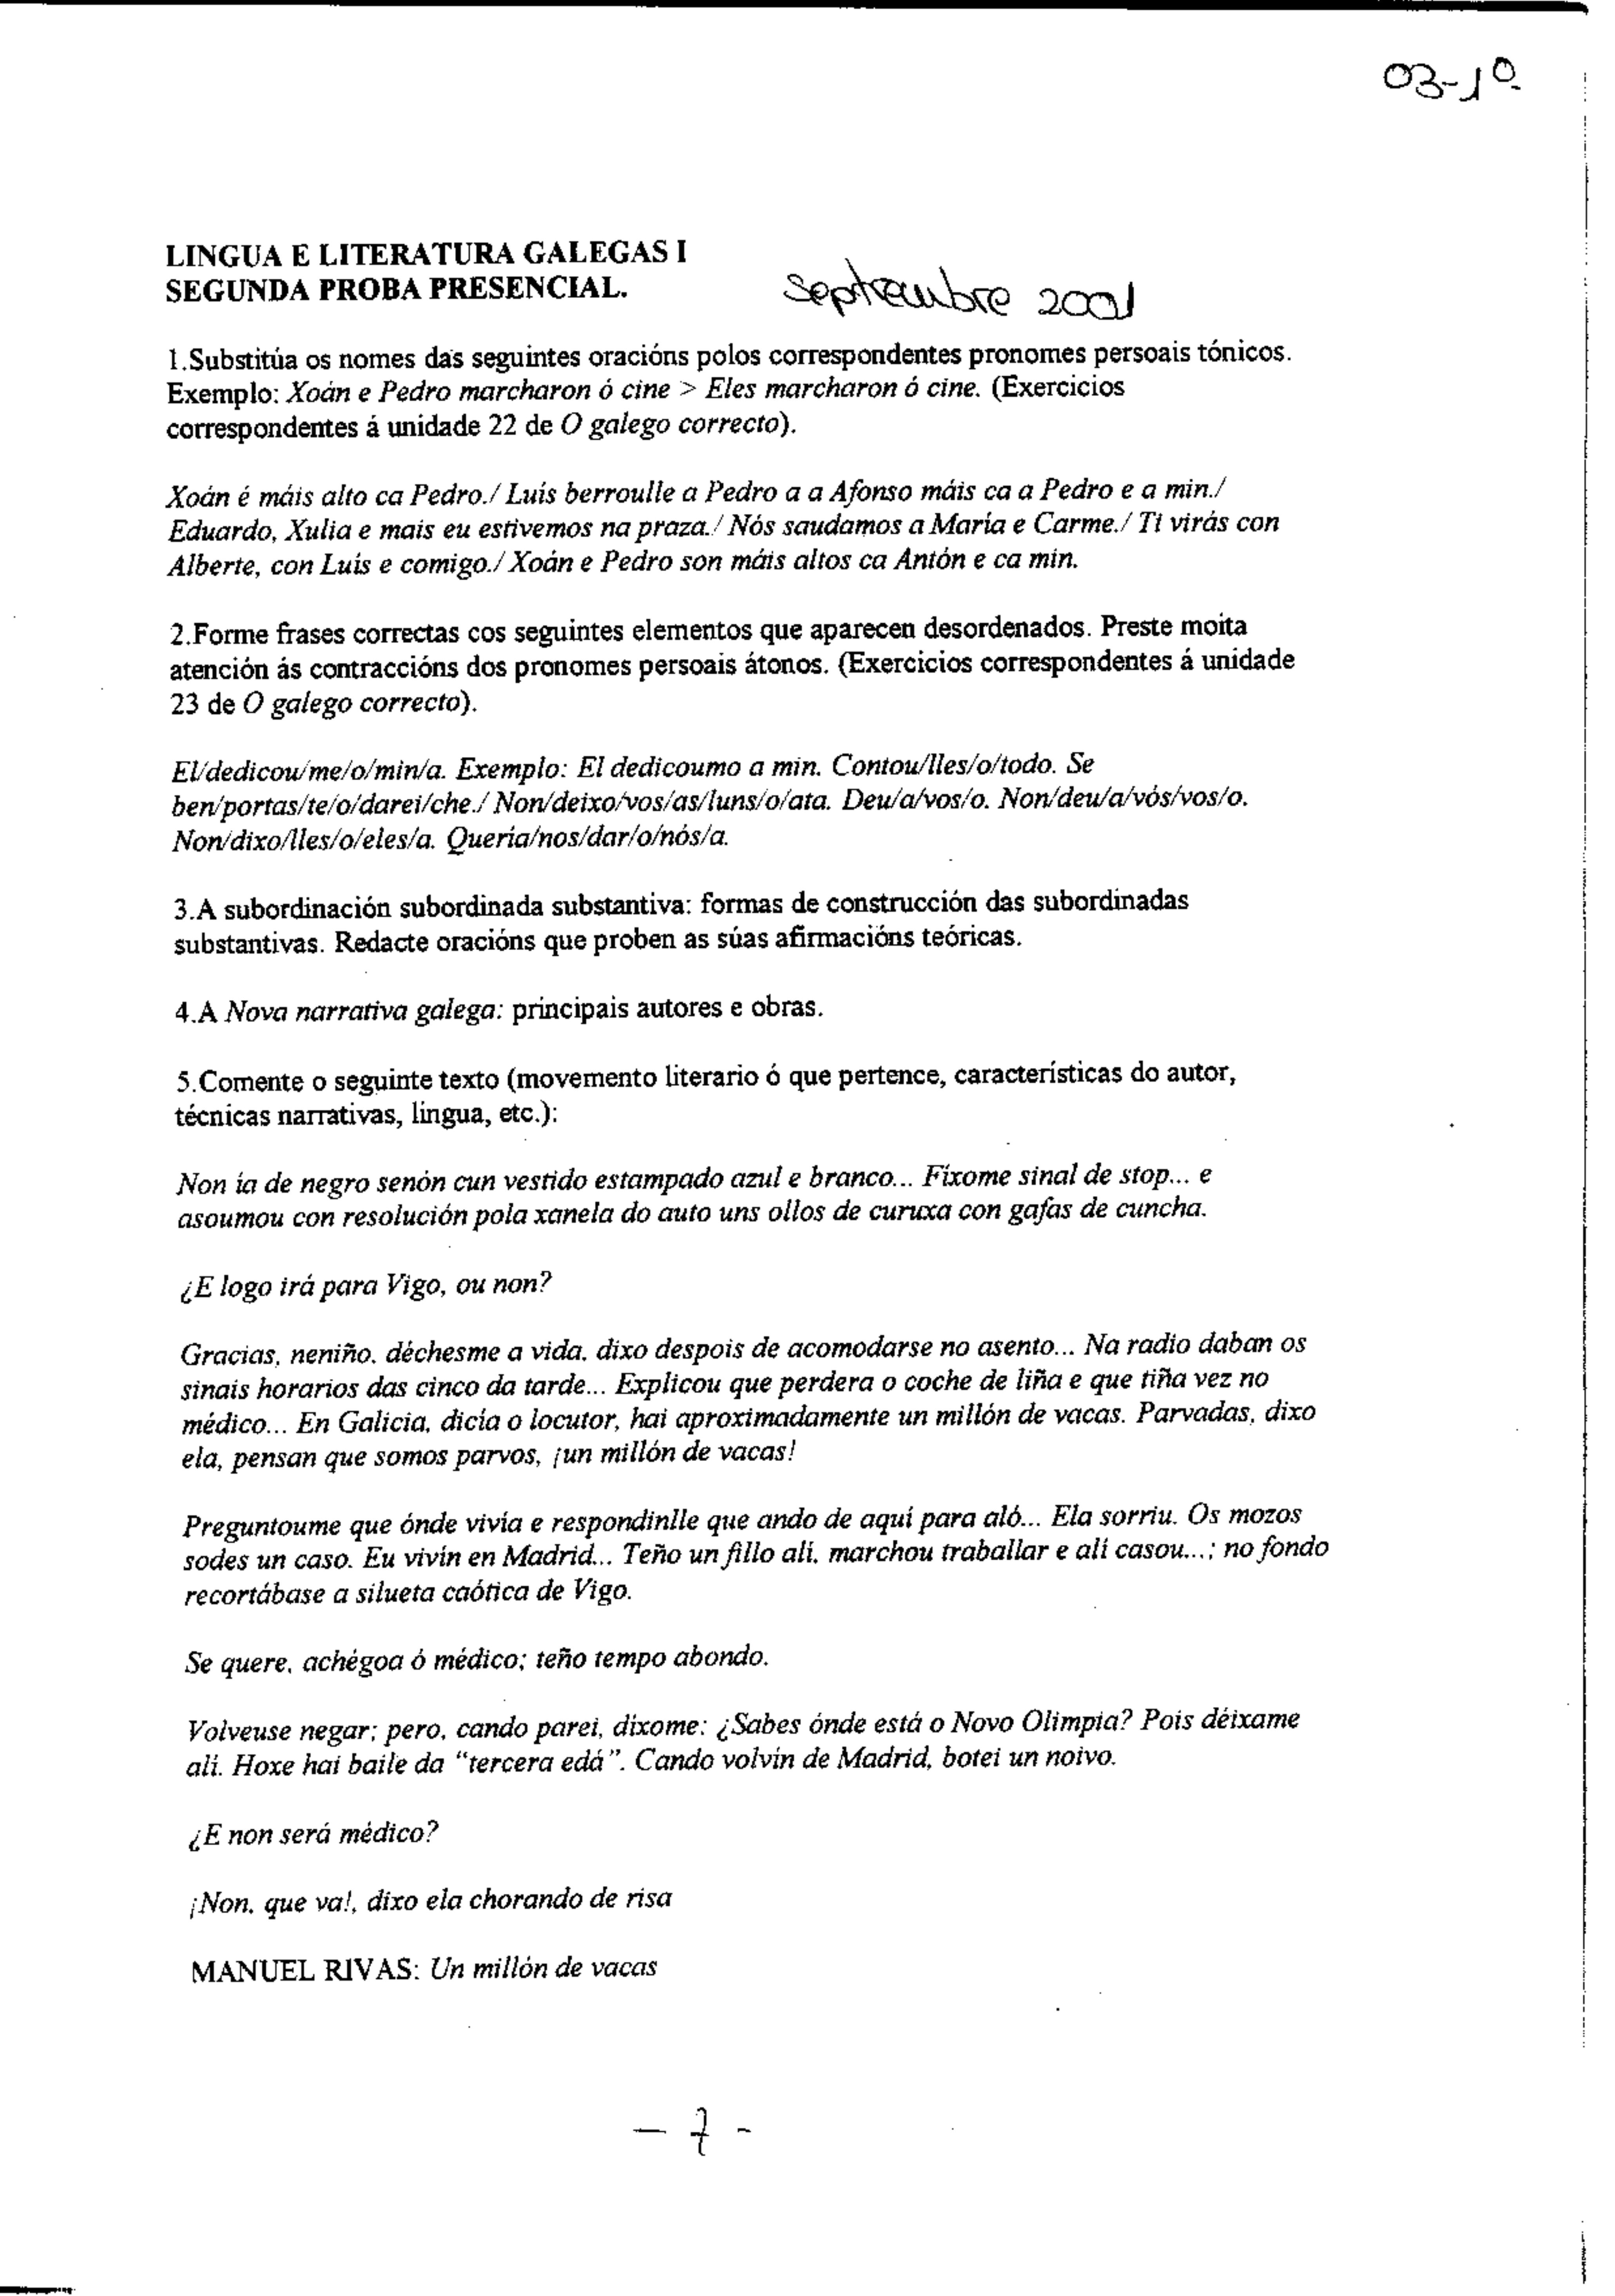 03-1º
LINGUA E LITERATURA GALEGAS I
SEGUNDA PROBA PRESENCIAL.
Septiembre 2001
1.Substitúa os nomes das seguintes oracións polos correspondentes pronomes persoais tónicos.
Exemplo: Xoán e Pedro marcharon ó cine > Eles marcharon ó cine. (Exercicios
correspondentes á unidade 22 de O galego correcto).
Xoán é máis alto ca Pedro./ Luís berroulle a Pedro a a Afonso máis ca a Pedro e a min./
Eduardo, Xulia e mais eu estivemos na praza./ Nós saudamos a María e Carme./ Ti virás con
Alberte, con Luís e comigo./ Xoán e Pedro son máis altos ca Antón e ca min.
2.Forme frases correctas cos seguintes elementos que aparecen desordenados. Preste moita
atención ás contraccións dos pronomes persoais átonos. (Exercicios correspondentes á unidade
23 de O galego correcto).
El/dedicou/me/o/min/a. Exemplo: El dedicoumo a min. Contou/lles/o/todo. Se
ben/portas/te/o/darei/che./ Non/deixo/vos/as/luns/o/ata. Deu/a/vos/o. Non/deu/a/vós/vos/o.
Non/dixo/lles/o/eles/a. Quería/nos/dar/o/nós/a.
3.A subordinación subordinada substantiva: formas de construcción das subordinadas
substantivas. Redacte oracións que proben as súas afirmacións teóricas.
4.A Nova narrativa galega: principais autores e obras.
5.Comente o seguinte texto (movemento literario ó que pertence, características do autor,
técnicas narrativas, lingua, etc.):
Non ía de negro senón cun vestido estampado azul e branco... Fíxome sinal de stop... e
asoumou con resolución pola xanela do auto uns ollos de curuxa con gafas de cuncha.
¿E logo irá para Vigo, ou non?
Gracias, neniño, déchesme a vida, dixo despois de acomodarse no asento... Na radio daban os
sinais horarios das cinco da tarde... Explicou que perdera o coche de liña e que tiña vez no
médico... En Galicia, dicía o locutor, hai aproximadamente un millón de vacas. Parvadas, dixo
ela, pensan que somos parvos, ¡un millón de vacas!
Preguntoume que ónde vivía e respondinlle que ando de aquí para aló... Ela sorriu. Os mozos
sodes un caso. Eu vivín en Madrid... Teño un fillo alí, marchou traballar e alí casou...; no fondo
recortábase a silueta caótica de Vigo.
Se quere, achégoa ó médico; teño tempo abondo.
Volveuse negar; pero, cando parei, díxome: ¿Sabes ónde está o Novo Olimpia? Pois déixame
alí. Hoxe hai baile da “tercera edá”. Cando volvín de Madrid, botei un noivo.
¿E non será médico?
¡Non, que va!, dixo ela chorando de risa
MANUEL RIVAS: Un millón de vacas
- 7 -